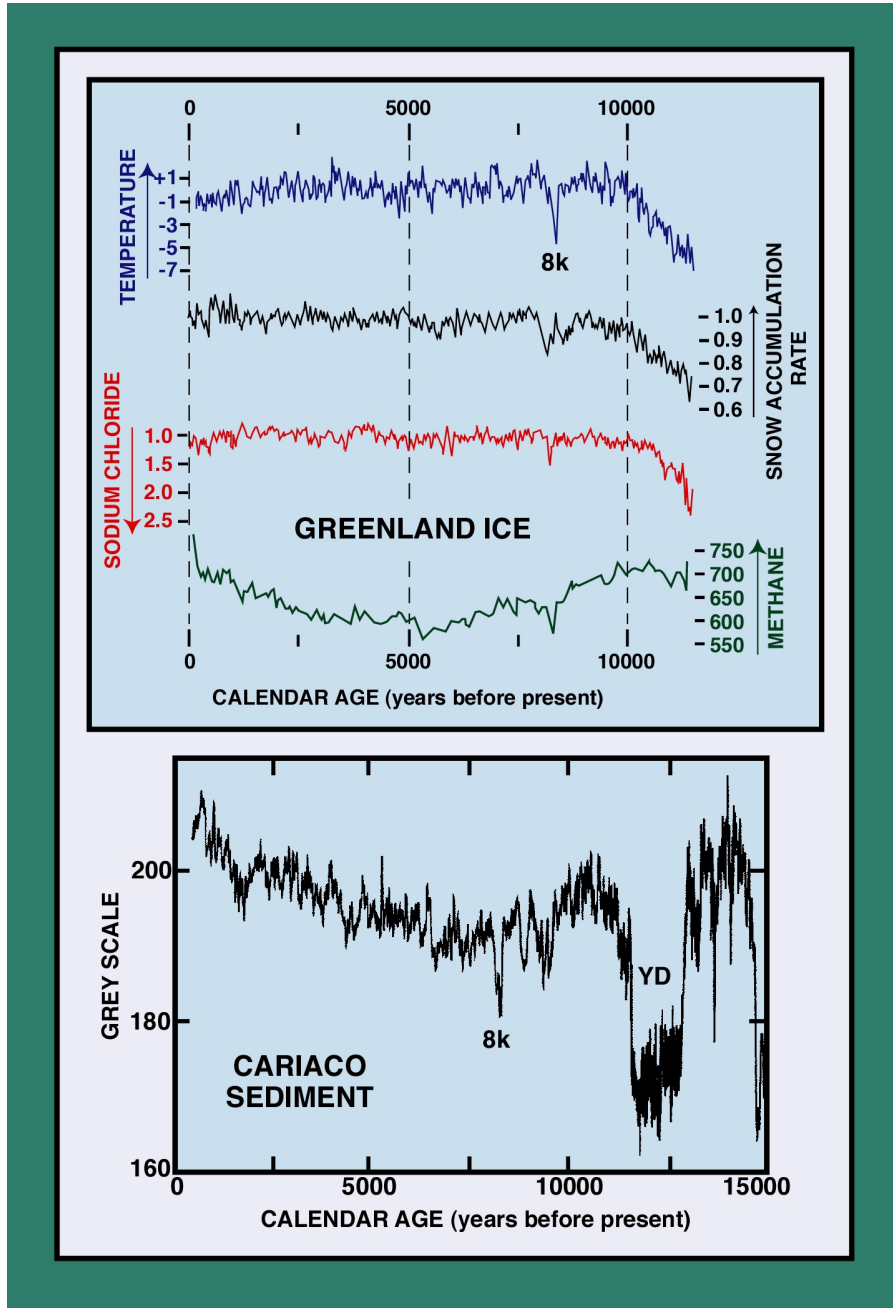 0 5000 10000
TEMPERATURE
+1
-1
-3
-5
-7
8k
SNOW ACCUMULATION
RATE
1.0
0.9
0.8
0.7
0.6
SODIUM CHLORIDE
1.0
1.5
2.0
2.5
GREENLAND ICE
METHANE
750
700
650
600
550
0 5000 10000
CALENDAR AGE (years before present)
GREY SCALE
200
180
160
YD
8k
CARIACO
SEDIMENT
0 5000 10000 15000
CALENDAR AGE (years before present)